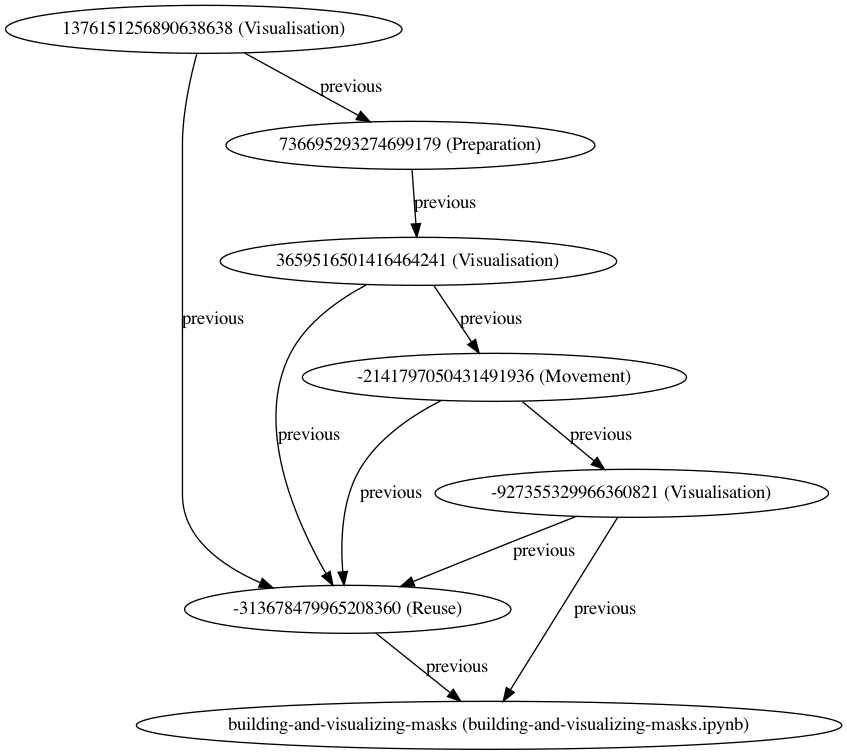 1376151256890638638 (Visualisation)
previous
736695293274699179 (Preparation)
previous
3659516501416464241 (Visualisation)
previous
previous
-2141797050431491936 (Movement)
previous
previous
previous
-927355329966360821 (Visualisation)
previous
previous
-313678479965208360 (Reuse)
previous
building-and-visualizing-masks (building-and-visualizing-masks.ipynb)